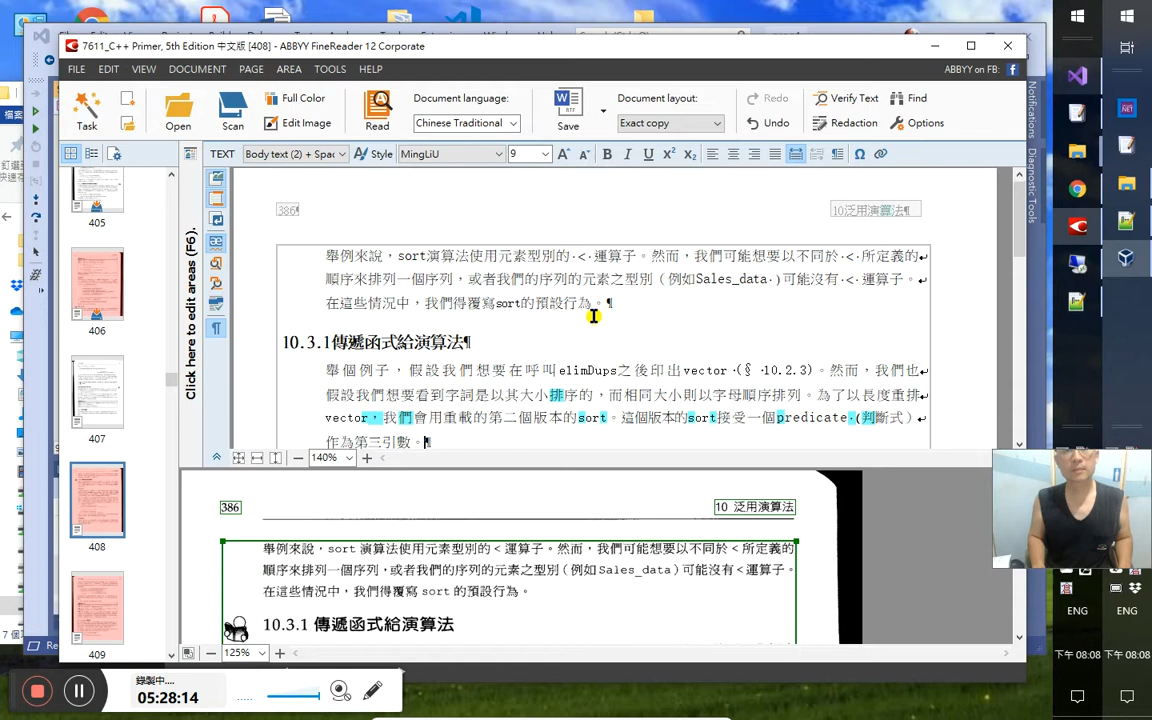 7611_C++ Primer, 5th Edition 中文版 [408] - ABBYY FineReader 12 Corporate
FILE EDIT VIEW DOCUMENT PAGE AREA TOOLS HELP
ABBYY on FB:
Task Open Scan
Full Color
Edit Image
Read
Document language:
Chinese Traditional
Save
Document layout:
Exact copy
Redo
Undo
Verify Text
Redaction
Find
Options
TEXT Body text (2) + Spac Style MingLiU 9
B I U X² X₂ Ω
Click here to edit areas (F6).
Notifications
Diagnostic Tools
檔案
405
406
407
408
409
386¶
10泛用演算法¶
舉例來說，sort演算法使用元素型別的·<·運算子。然而，我們可能想要以不同於·<·所定義的↵
順序來排列一個序列，或者我們的序列的元素之型別（例如Sales_data·)可能沒有·<·運算子。↵
在這些情況中，我們得覆寫sort的預設行為。¶
10.3.1傳遞函式給演算法¶
舉個例子，假設我們想要在呼叫elimDups之後印出vector·(§·10.2.3)。然而，我們也↵
假設我們想要看到字詞是以其大小排序的，而相同大小則以字母順序排列。為了以長度重排
vector，我們會用重載的第二個版本的sort。這個版本的sort接受一個predicate·(判斷式)↵
作為第三引數。¶
140%
386
10 泛用演算法
舉例來說，sort 演算法使用元素型別的 < 運算子。然而，我們可能想要以不同於 < 所定義的
順序來排列一個序列，或者我們的序列的元素之型別（例如 Sales_data）可能沒有 < 運算子。
在這些情況中，我們得覆寫 sort 的預設行為。
10.3.1 傳遞函式給演算法
125%
錄製中....
05:28:14
ENG
ENG
下午 08:08
下午 08:08